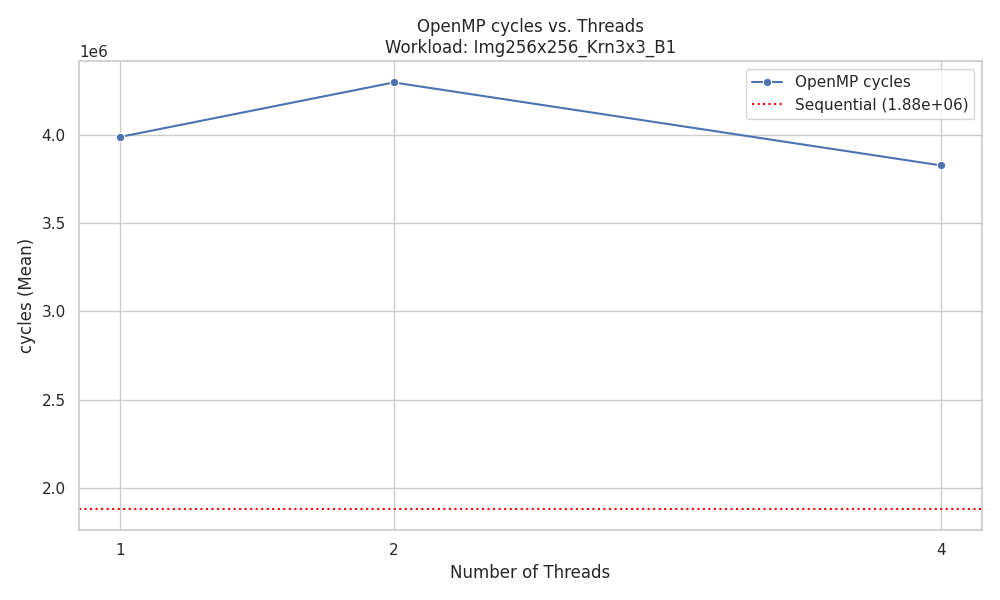 OpenMP cycles vs. Threads
Workload: Img256x256_Krn3x3_B1
1e6
OpenMP cycles
Sequential (1.88e+06)
4.0
3.5
3.0
2.5
2.0
cycles (Mean)
1
2
4
Number of Threads